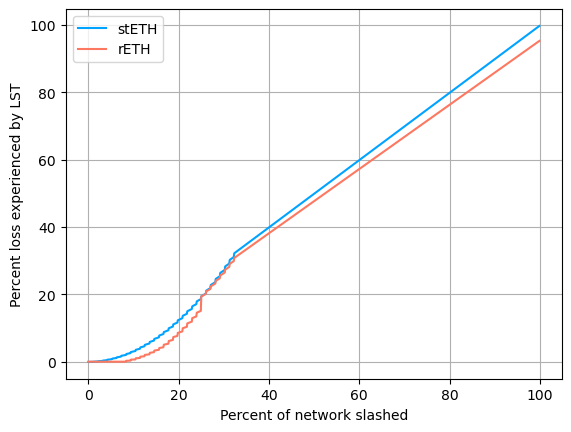 stETH
rETH
100
80
60
40
20
0
Percent loss experienced by LST
0 20 40 60 80 100
Percent of network slashed